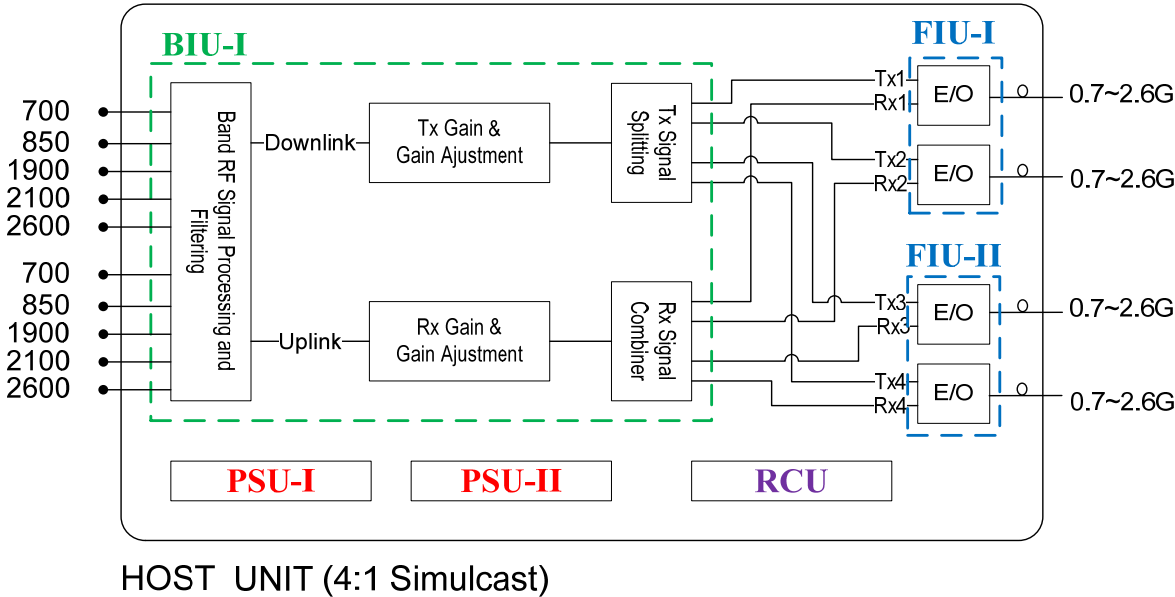 BIU-I
FIU-I
700
850
1900
2100
2600
700
850
1900
2100
2600
Band RF Signal Processing and
Filtering
Downlink
Tx Gain &
Gain Ajustment
Tx Signal
Splitting
Uplink
Rx Gain &
Gain Ajustment
Rx Signal
Combiner
Tx1
Rx1
E/O
0.7~2.6G
Tx2
Rx2
E/O
0.7~2.6G
FIU-II
Tx3
Rx3
E/O
0.7~2.6G
Tx4
Rx4
E/O
0.7~2.6G
PSU-I
PSU-II
RCU
HOST UNIT (4:1 Simulcast)